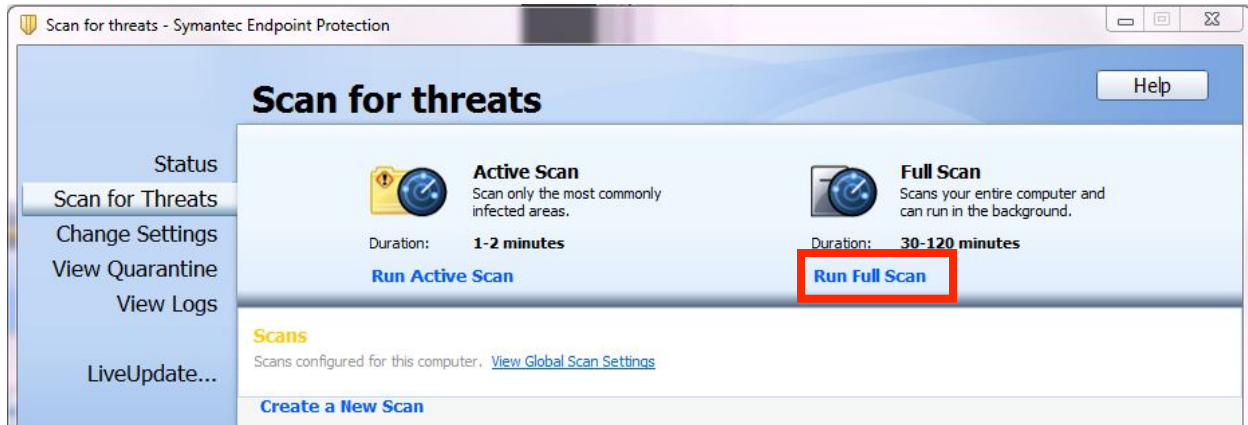 Scan for threats - Symantec Endpoint Protection
Scan for threats
Help
Status
Scan for Threats
Change Settings
View Quarantine
View Logs
LiveUpdate...
Active Scan
Scan only the most commonly
infected areas.
Duration: 1-2 minutes
Run Active Scan
Full Scan
Scans your entire computer and
can run in the background.
Duration: 30-120 minutes
Run Full Scan
Scans
Scans configured for this computer. View Global Scan Settings
Create a New Scan